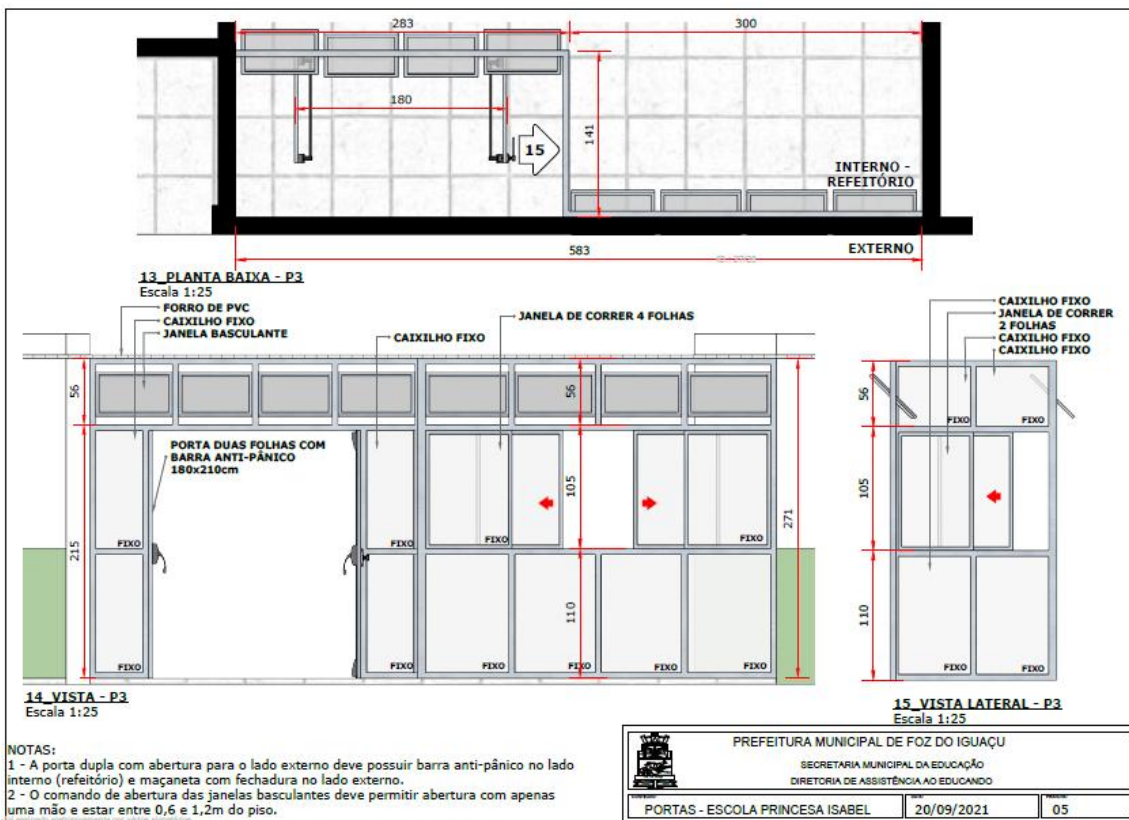 283
300
180
141
15
INTERNO -
REFEITÓRIO
EXTERNO
583
13_PLANTA BAIXA - P3
Escala 1:25
FORRO DE PVC
CAIXILHO FIXO
JANELA BASCULANTE
CAIXILHO FIXO
JANELA DE CORRER 4 FOLHAS
56
56
PORTA DUAS FOLHAS COM
BARRA ANTI-PÂNICO
180x210cm
215
105
110
271
FIXO
FIXO
FIXO
FIXO
FIXO
FIXO
FIXO
FIXO
FIXO
FIXO
14_VISTA - P3
Escala 1:25
CAIXILHO FIXO
JANELA DE CORRER
2 FOLHAS
CAIXILHO FIXO
CAIXILHO FIXO
56
105
110
FIXO
FIXO
FIXO
FIXO
FIXO
15_VISTA LATERAL - P3
Escala 1:25
NOTAS:
1 - A porta dupla com abertura para o lado externo deve possuir barra anti-pânico no lado
interno (refeitório) e maçaneta com fechadura no lado externo.
2 - O comando de abertura das janelas basculantes deve permitir abertura com apenas
uma mão e estar entre 0,6 e 1,2m do piso.
PREFEITURA MUNICIPAL DE FOZ DO IGUAÇU
SECRETARIA MUNICIPAL DA EDUCAÇÃO
DIRETORIA DE ASSISTÊNCIA AO EDUCANDO
PORTAS - ESCOLA PRINCESA ISABEL
20/09/2021
05